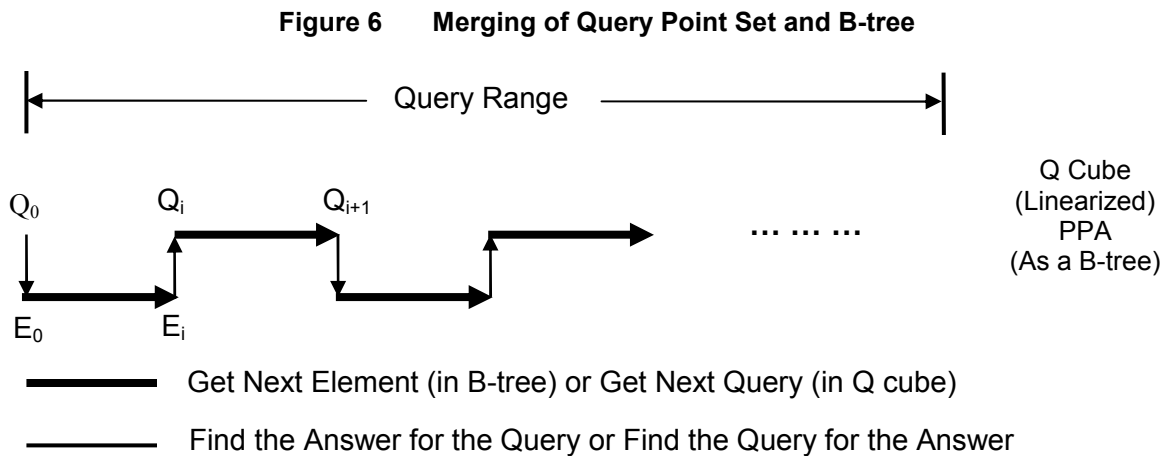 Figure 6 Merging of Query Point Set and B-tree
Query Range
Q0
Qi
Qi+1
… … …
Q Cube
(Linearized)
PPA
(As a B-tree)
E0
Ei
Get Next Element (in B-tree) or Get Next Query (in Q cube)
Find the Answer for the Query or Find the Query for the Answer